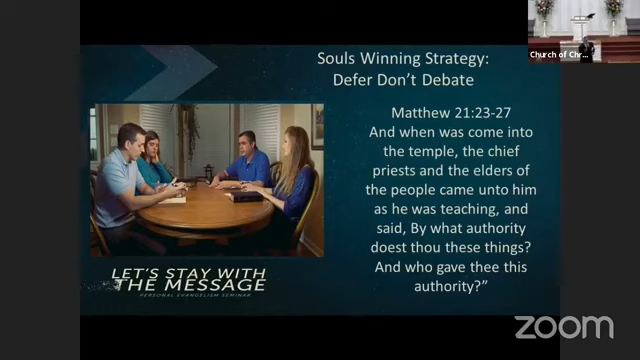 Souls Winning Strategy:
Defer Don't Debate
Matthew 21:23-27
And when was come into
the temple, the chief
priests and the elders of
the people came unto him
as he was teaching, and
said, By what authority
doest thou these things?
And who gave thee this
authority?”
LET'S STAY WITH
THE MESSAGE
PERSONAL EVANGELISM SEMINAR
Church of Chr...
zoom